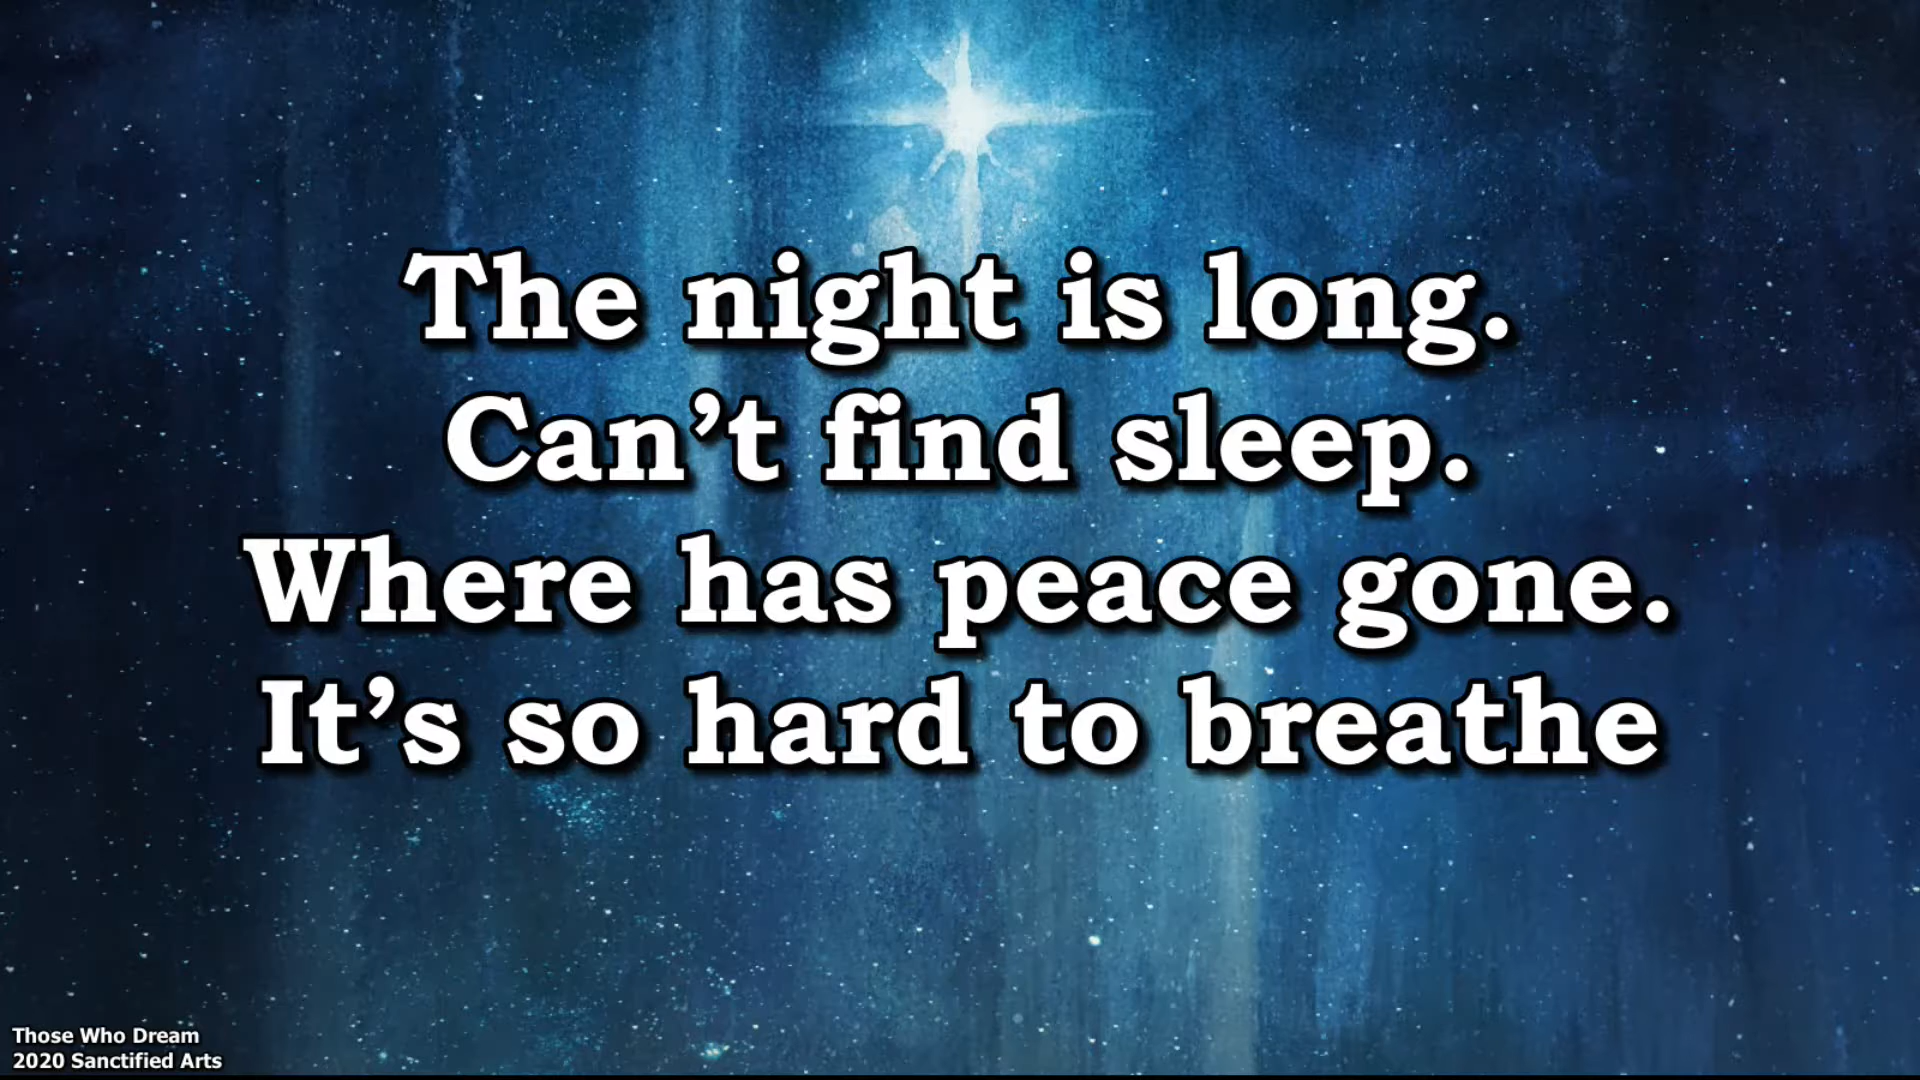 The night is long.
Can’t find sleep.
Where has peace gone.
It’s so hard to breathe
Those Who Dream
2020 Sanctified Arts